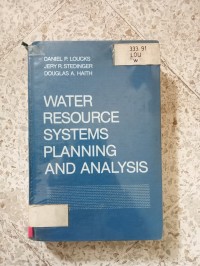 DANIEL P. LOUCKS
JERY R. STEDINGER
DOUGLAS A. HAITH
333.91
LOU
W
WATER
RESOURCE
SYSTEMS
PLANNING
AND ANALYSIS